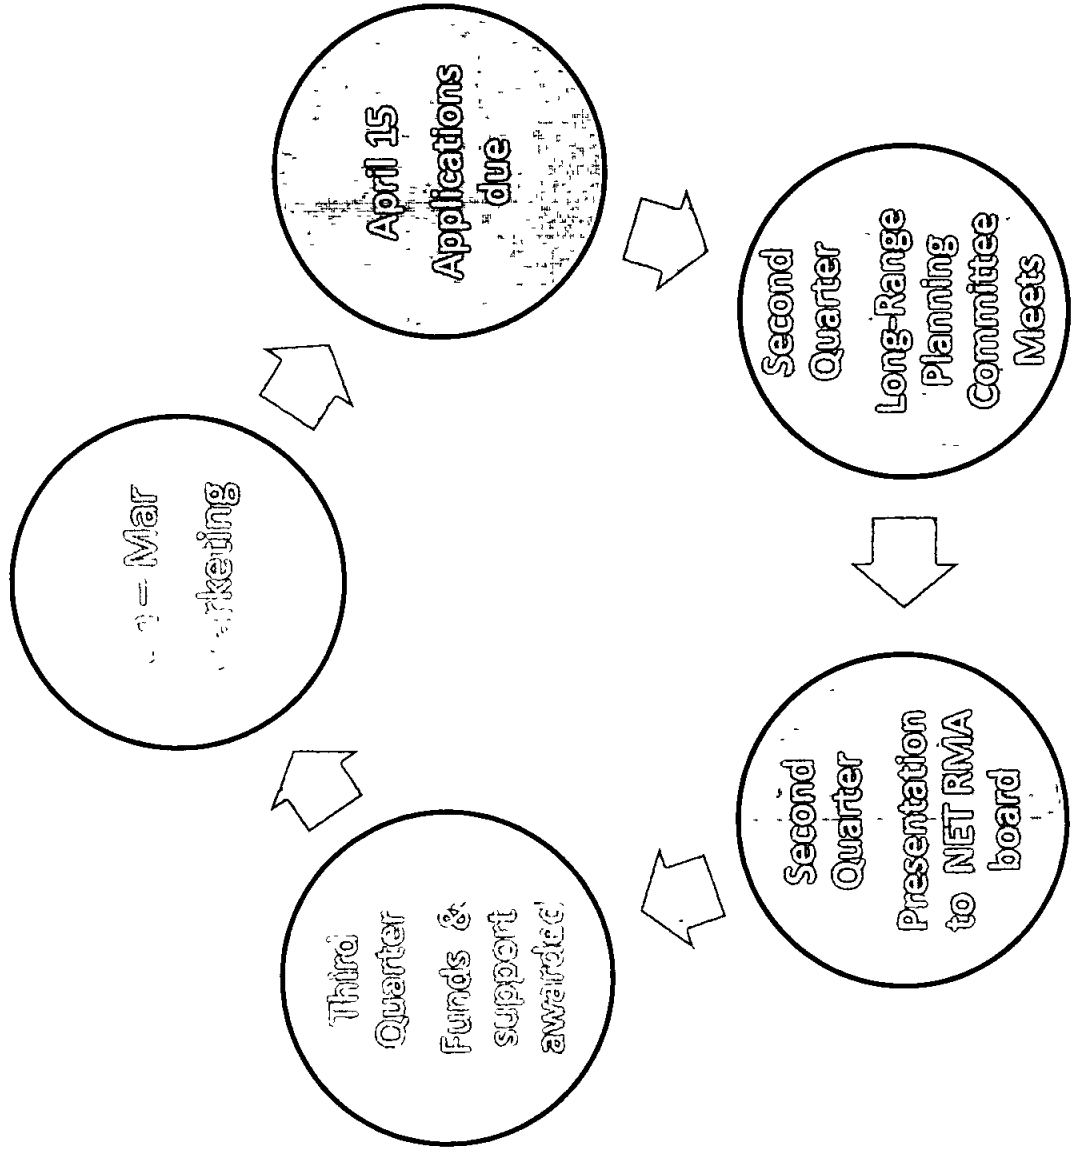 – Mar
April 15
Applications
due
Second
Quarter
Long-Range
Planning
Committee
Meets
Second
Quarter
Presentation
to NET RMA
board
Third
Quarter
Funds &
support
awarded